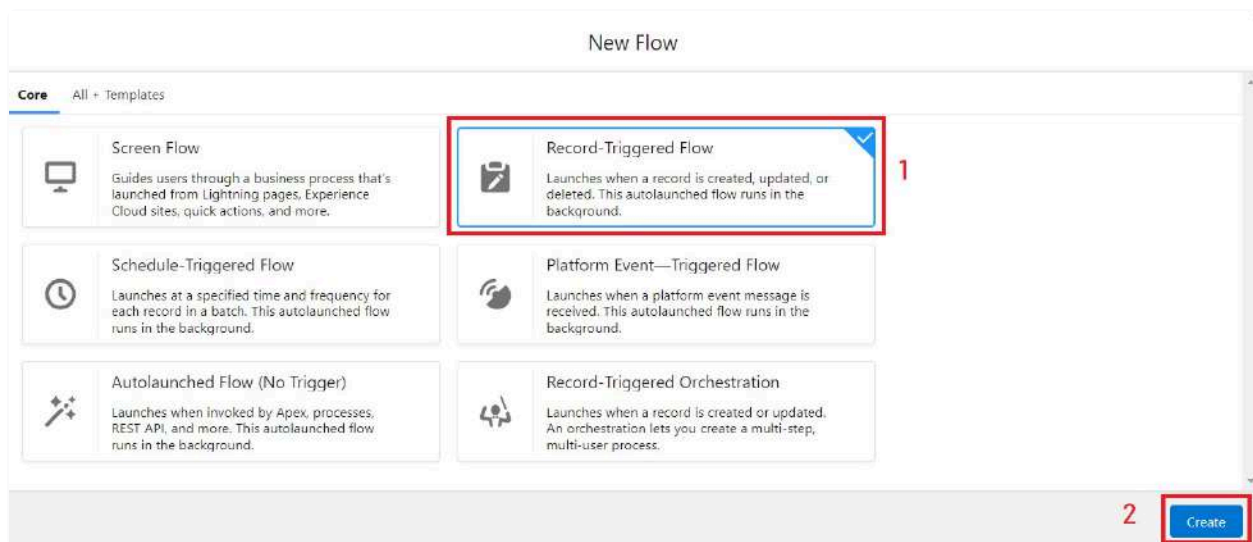 New Flow
Core All + Templates
Screen Flow
Guides users through a business process that's
launched from Lightning pages, Experience
Cloud sites, quick actions, and more.
Record-Triggered Flow
Launches when a record is created, updated, or
deleted. This autolaunched flow runs in the
background.
1
Schedule-Triggered Flow
Launches at a specified time and frequency for
each record in a batch. This autolaunched flow
runs in the background.
Platform Event—Triggered Flow
Launches when a platform event message is
received. This autolaunched flow runs in the
background.
Autolaunched Flow (No Trigger)
Launches when invoked by Apex, processes,
REST API, and more. This autolaunched flow
runs in the background.
Record-Triggered Orchestration
Launches when a record is created or updated.
An orchestration lets you create a multi-step,
multi-user process.
2
Create